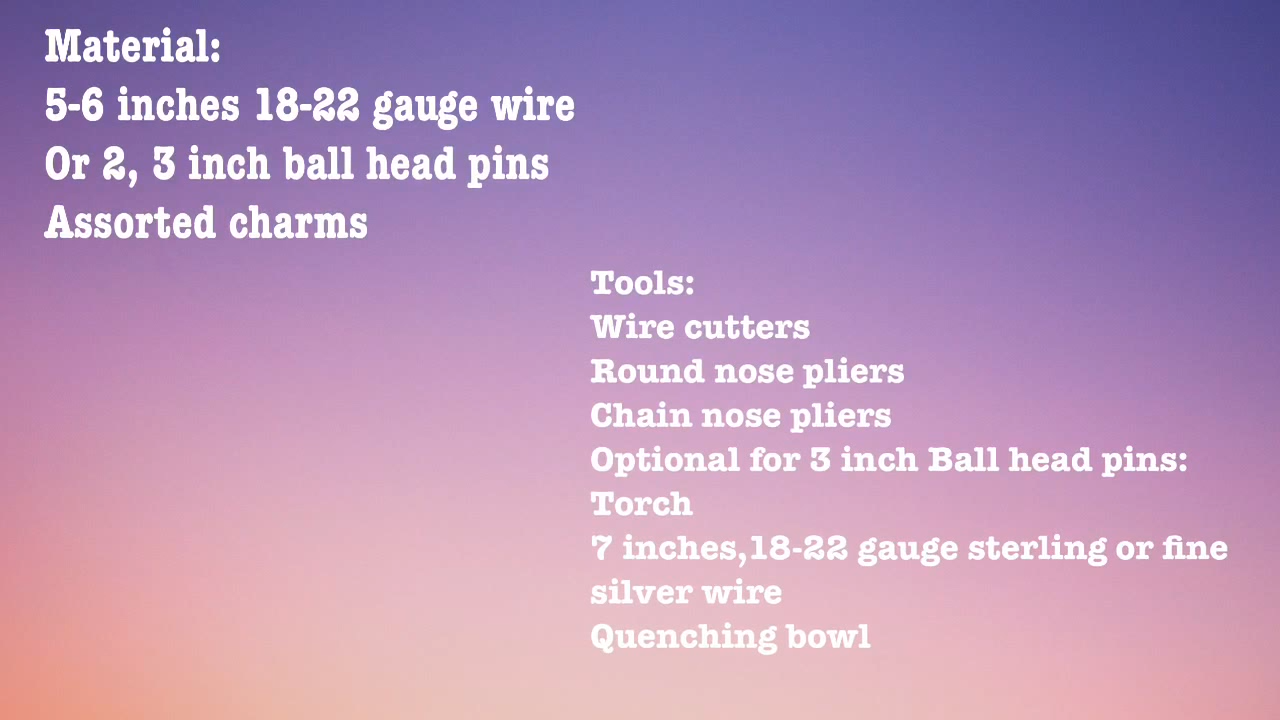 Material:
5-6 inches 18-22 gauge wire
Or 2, 3 inch ball head pins
Assorted charms
Tools:
Wire cutters
Round nose pliers
Chain nose pliers
Optional for 3 inch Ball head pins:
Torch
7 inches,18-22 gauge sterling or fine
silver wire
Quenching bowl